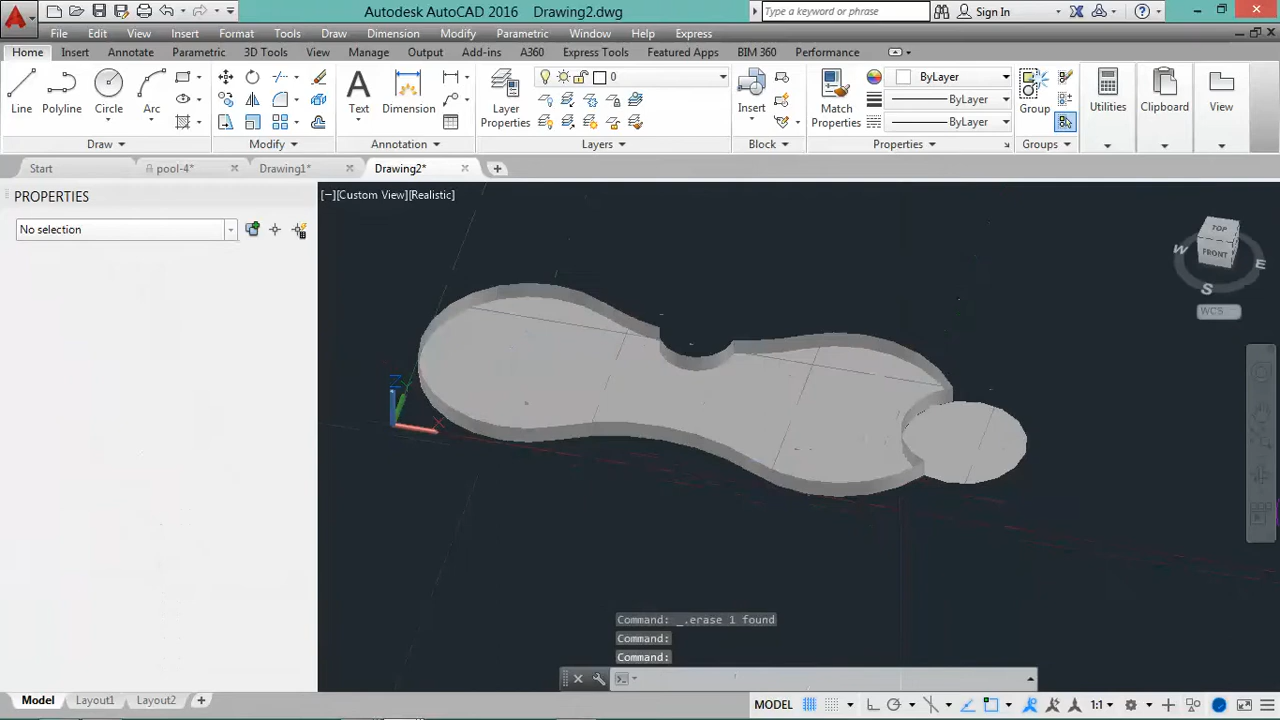 Autodesk AutoCAD 2016 Drawing2.dwg
Type a keyword or phrase
Sign In
File Edit View Insert Format Tools Draw Dimension Modify Parametric Window Help Express
Home Insert Annotate Parametric 3D Tools View Manage Output Add-ins A360 Express Tools Featured Apps BIM 360 Performance
Line Polyline Circle Arc
Text Dimension
Layer Properties
0
Insert
Match Properties
ByLayer
ByLayer
ByLayer
Group
Utilities Clipboard View
Draw Modify Annotation Layers Block Properties Groups
Start pool-4* Drawing1* Drawing2*
PROPERTIES
No selection
[−][Custom View][Realistic]
TOP
FRONT
W E
S
WCS
Z
Y
X
Command: _.erase 1 found
Command:
Command:
Model Layout1 Layout2
MODEL 1:1